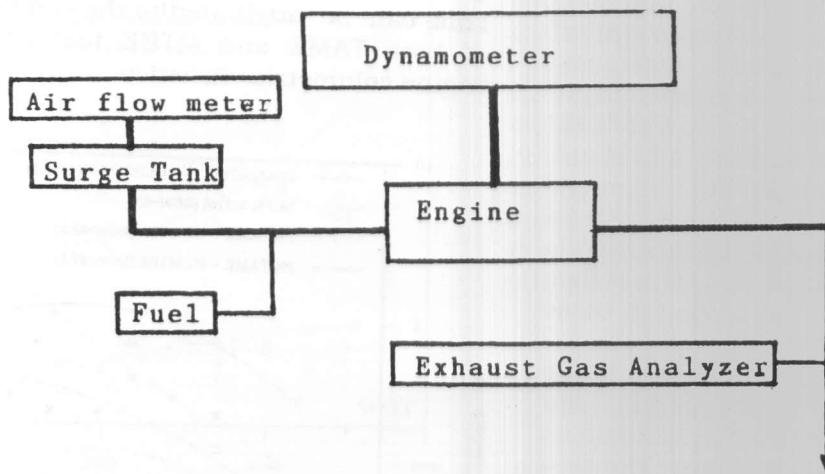 Dynamometer
Air flow meter
Surge Tank
Engine
Fuel
Exhaust Gas Analyzer